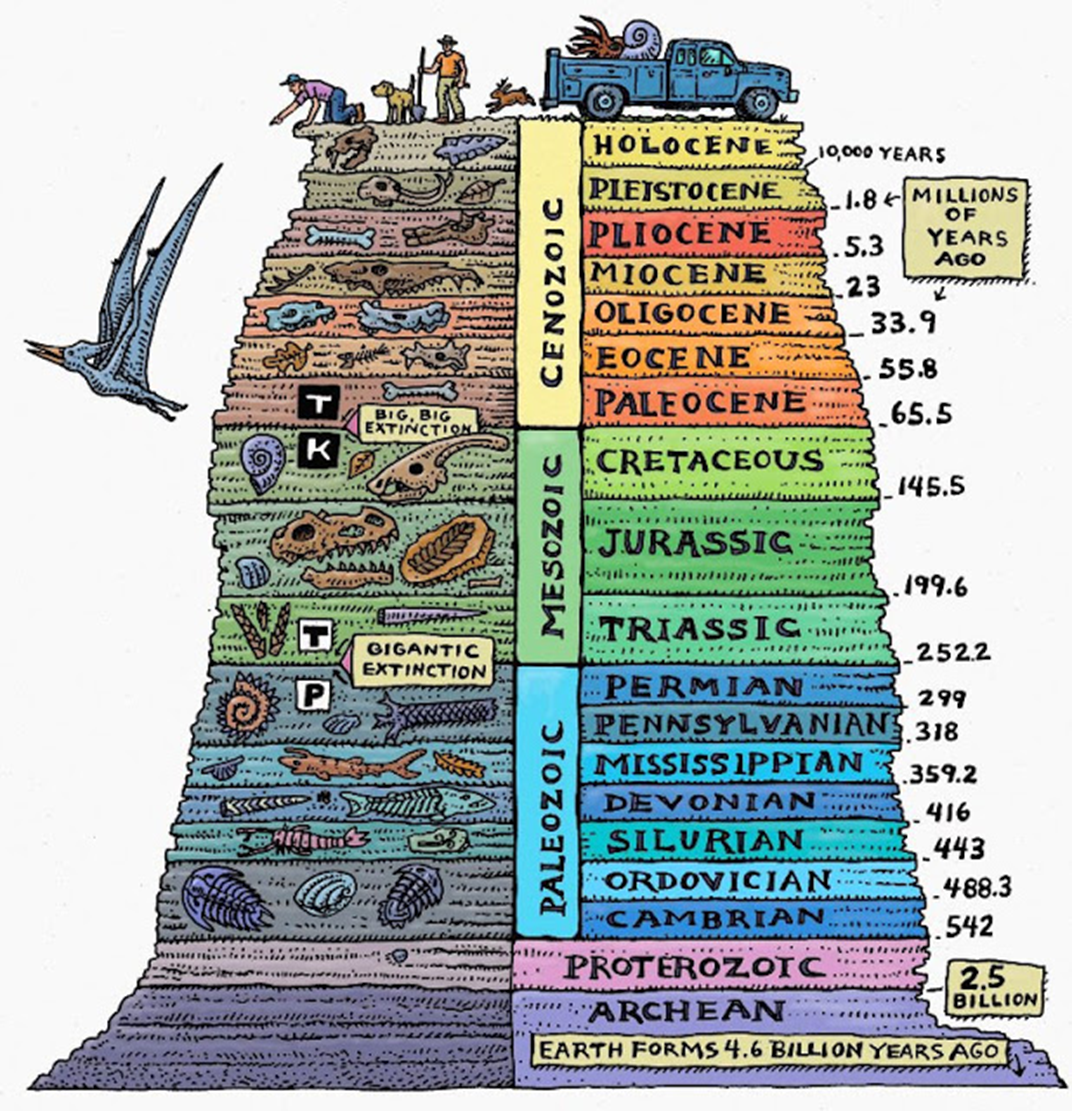 HOLOCENE
10,000 YEARS
PLEISTOCENE
1.8
MILLIONS
OF
YEARS
AGO
PLIOCENE
5.3
MIOCENE
23
OLIGOCENE
33.9
EOCENE
55.8
PALEOCENE
65.5
CENOZOIC
T
BIG, BIG
EXTINCTION
K
CRETACEOUS
145.5
JURASSIC
199.6
TRIASSIC
252.2
MESOZOIC
T
GIGANTIC
EXTINCTION
P
PERMIAN
299
PENNSYLVANIAN
318
MISSISSIPPIAN
359.2
DEVONIAN
416
SILURIAN
443
ORDOVICIAN
488.3
CAMBRIAN
542
PALEOZOIC
PROTEROZOIC
2.5
BILLION
ARCHEAN
EARTH FORMS 4.6 BILLION YEARS AGO